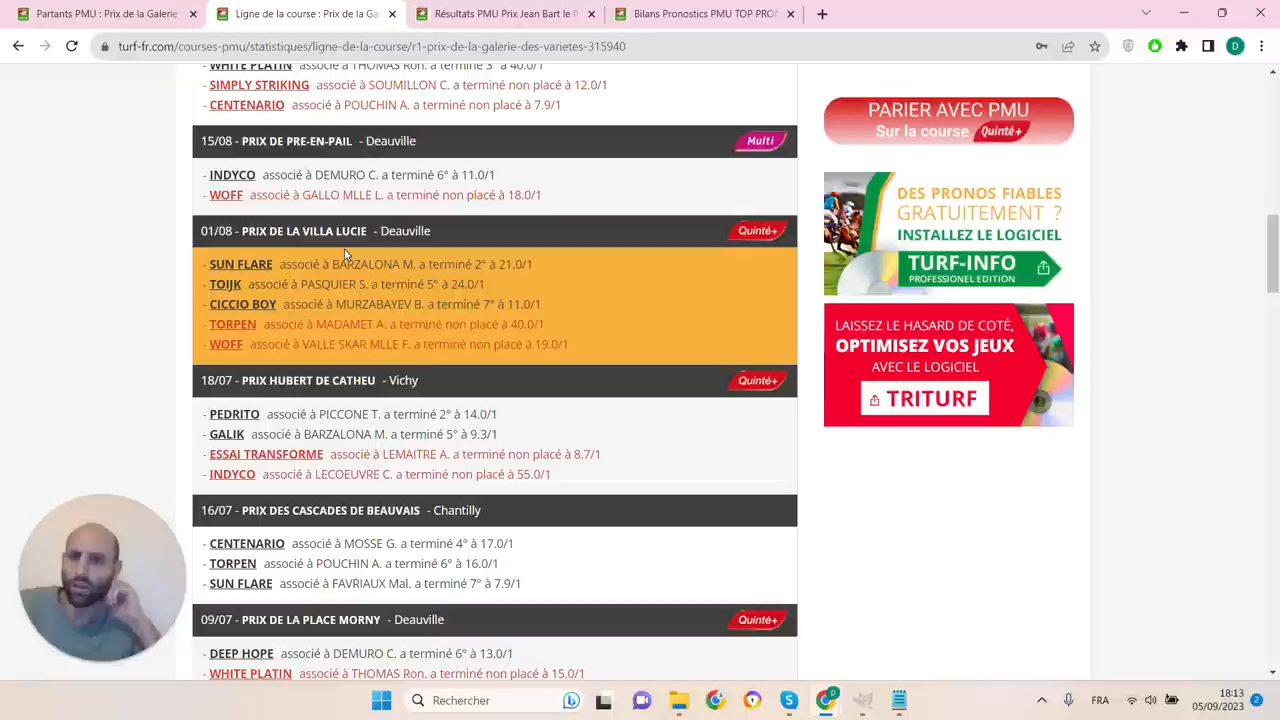 Pronostics PMU : Prix de la Gale
Ligne de la course - Prix de la Ga
Résultats PMU Prix Bart le 0
Bilans Pronostics PMU TOP PRO
turf-fr.com/courses-pmu/statistiques/ligne-de-la-course/r1-prix-de-la-galerie-des-varietes-315940
- WHITE PLATIN associé à THOMAS Ron. a terminé 3° à 40.0/1
- SIMPLY STRIKING associé à SOUMILLON C. a terminé non placé à 12.0/1
- CENTENARIO associé à POUCHIN A. a terminé non placé à 7.9/1
15/08 - PRIX DE PRE-EN-PAIL - Deauville
Multi
- INDYCO associé à DEMURO C. a terminé 6° à 11.0/1
- WOFF associé à GALLO MLLE L. a terminé non placé à 18.0/1
01/08 - PRIX DE LA VILLA LUCIE - Deauville
Quinté+
- SUN FLARE associé à BARZALONA M. a terminé 2° à 21.0/1
- TOIJK associé à PASQUIER S. a terminé 5° à 24.0/1
- CICCIO BOY associé à MURZABAYEV B. a terminé 7° à 11.0/1
- TORPEN associé à MADAMET A. a terminé non placé à 40.0/1
- WOFF associé à VALLE SKAR MLLE F. a terminé non placé à 19.0/1
18/07 - PRIX HUBERT DE CATHEU - Vichy
Quinté+
- PEDRITO associé à PICCONE T. a terminé 2° à 14.0/1
- GALIK associé à BARZALONA M. a terminé 5° à 9.3/1
- ESSAI TRANSFORME associé à LEMAITRE A. a terminé non placé à 8.7/1
- INDYCO associé à LECOEUVRE C. a terminé non placé à 55.0/1
16/07 - PRIX DES CASCADES DE BEAUVAIS - Chantilly
- CENTENARIO associé à MOSSE G. a terminé 4° à 17.0/1
- TORPEN associé à POUCHIN A. a terminé 6° à 16.0/1
- SUN FLARE associé à FAVRIAUX Mal. a terminé 7° à 7.9/1
09/07 - PRIX DE LA PLACE MORNY - Deauville
Quinté+
- DEEP HOPE associé à DEMURO C. a terminé 6° à 13.0/1
- WHITE PLATIN associé à THOMAS Ron. a terminé non placé à 15.0/1
PARIER AVEC PMU
Sur la course Quinté+
DES PRONOS FIABLES
GRATUITEMENT ?
INSTALLEZ LE LOGICIEL
TURF-INFO
PROFESSIONEL EDITION
LAISSEZ LE HASARD DE COTÉ,
OPTIMISEZ VOS JEUX
AVEC LE LOGICIEL
TRITURF
Rechercher
FRA
18:13
05/09/2023
2